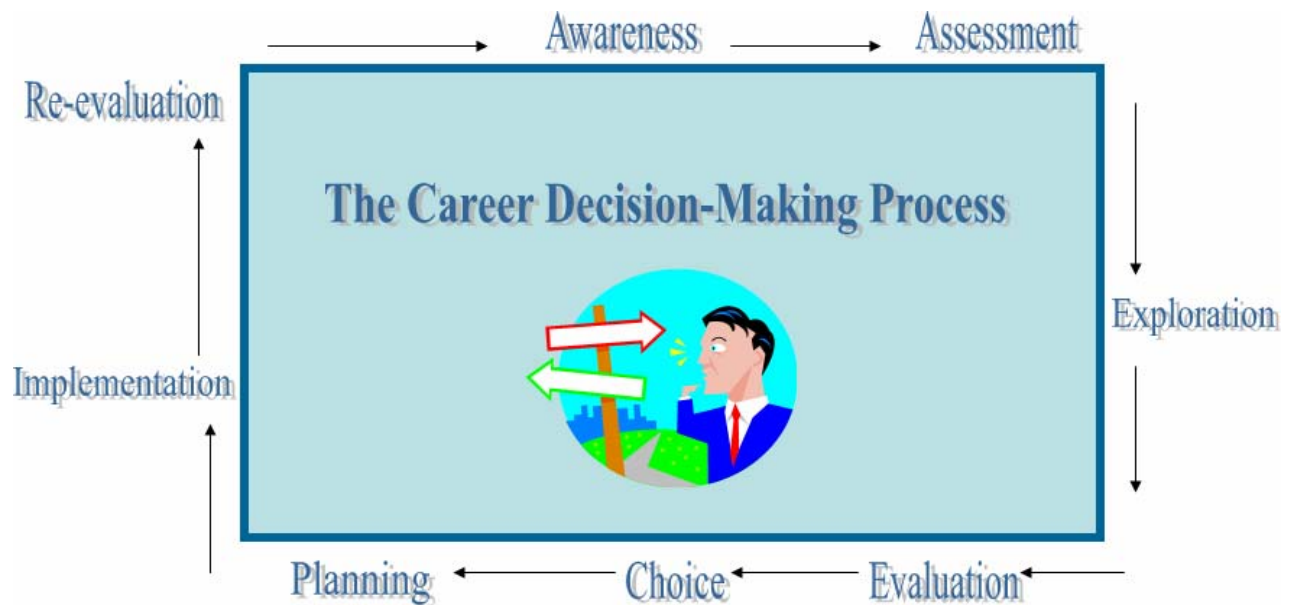 Awareness
Assessment
Re-evaluation
The Career Decision-Making Process
Exploration
Implementation
Planning
Choice
Evaluation